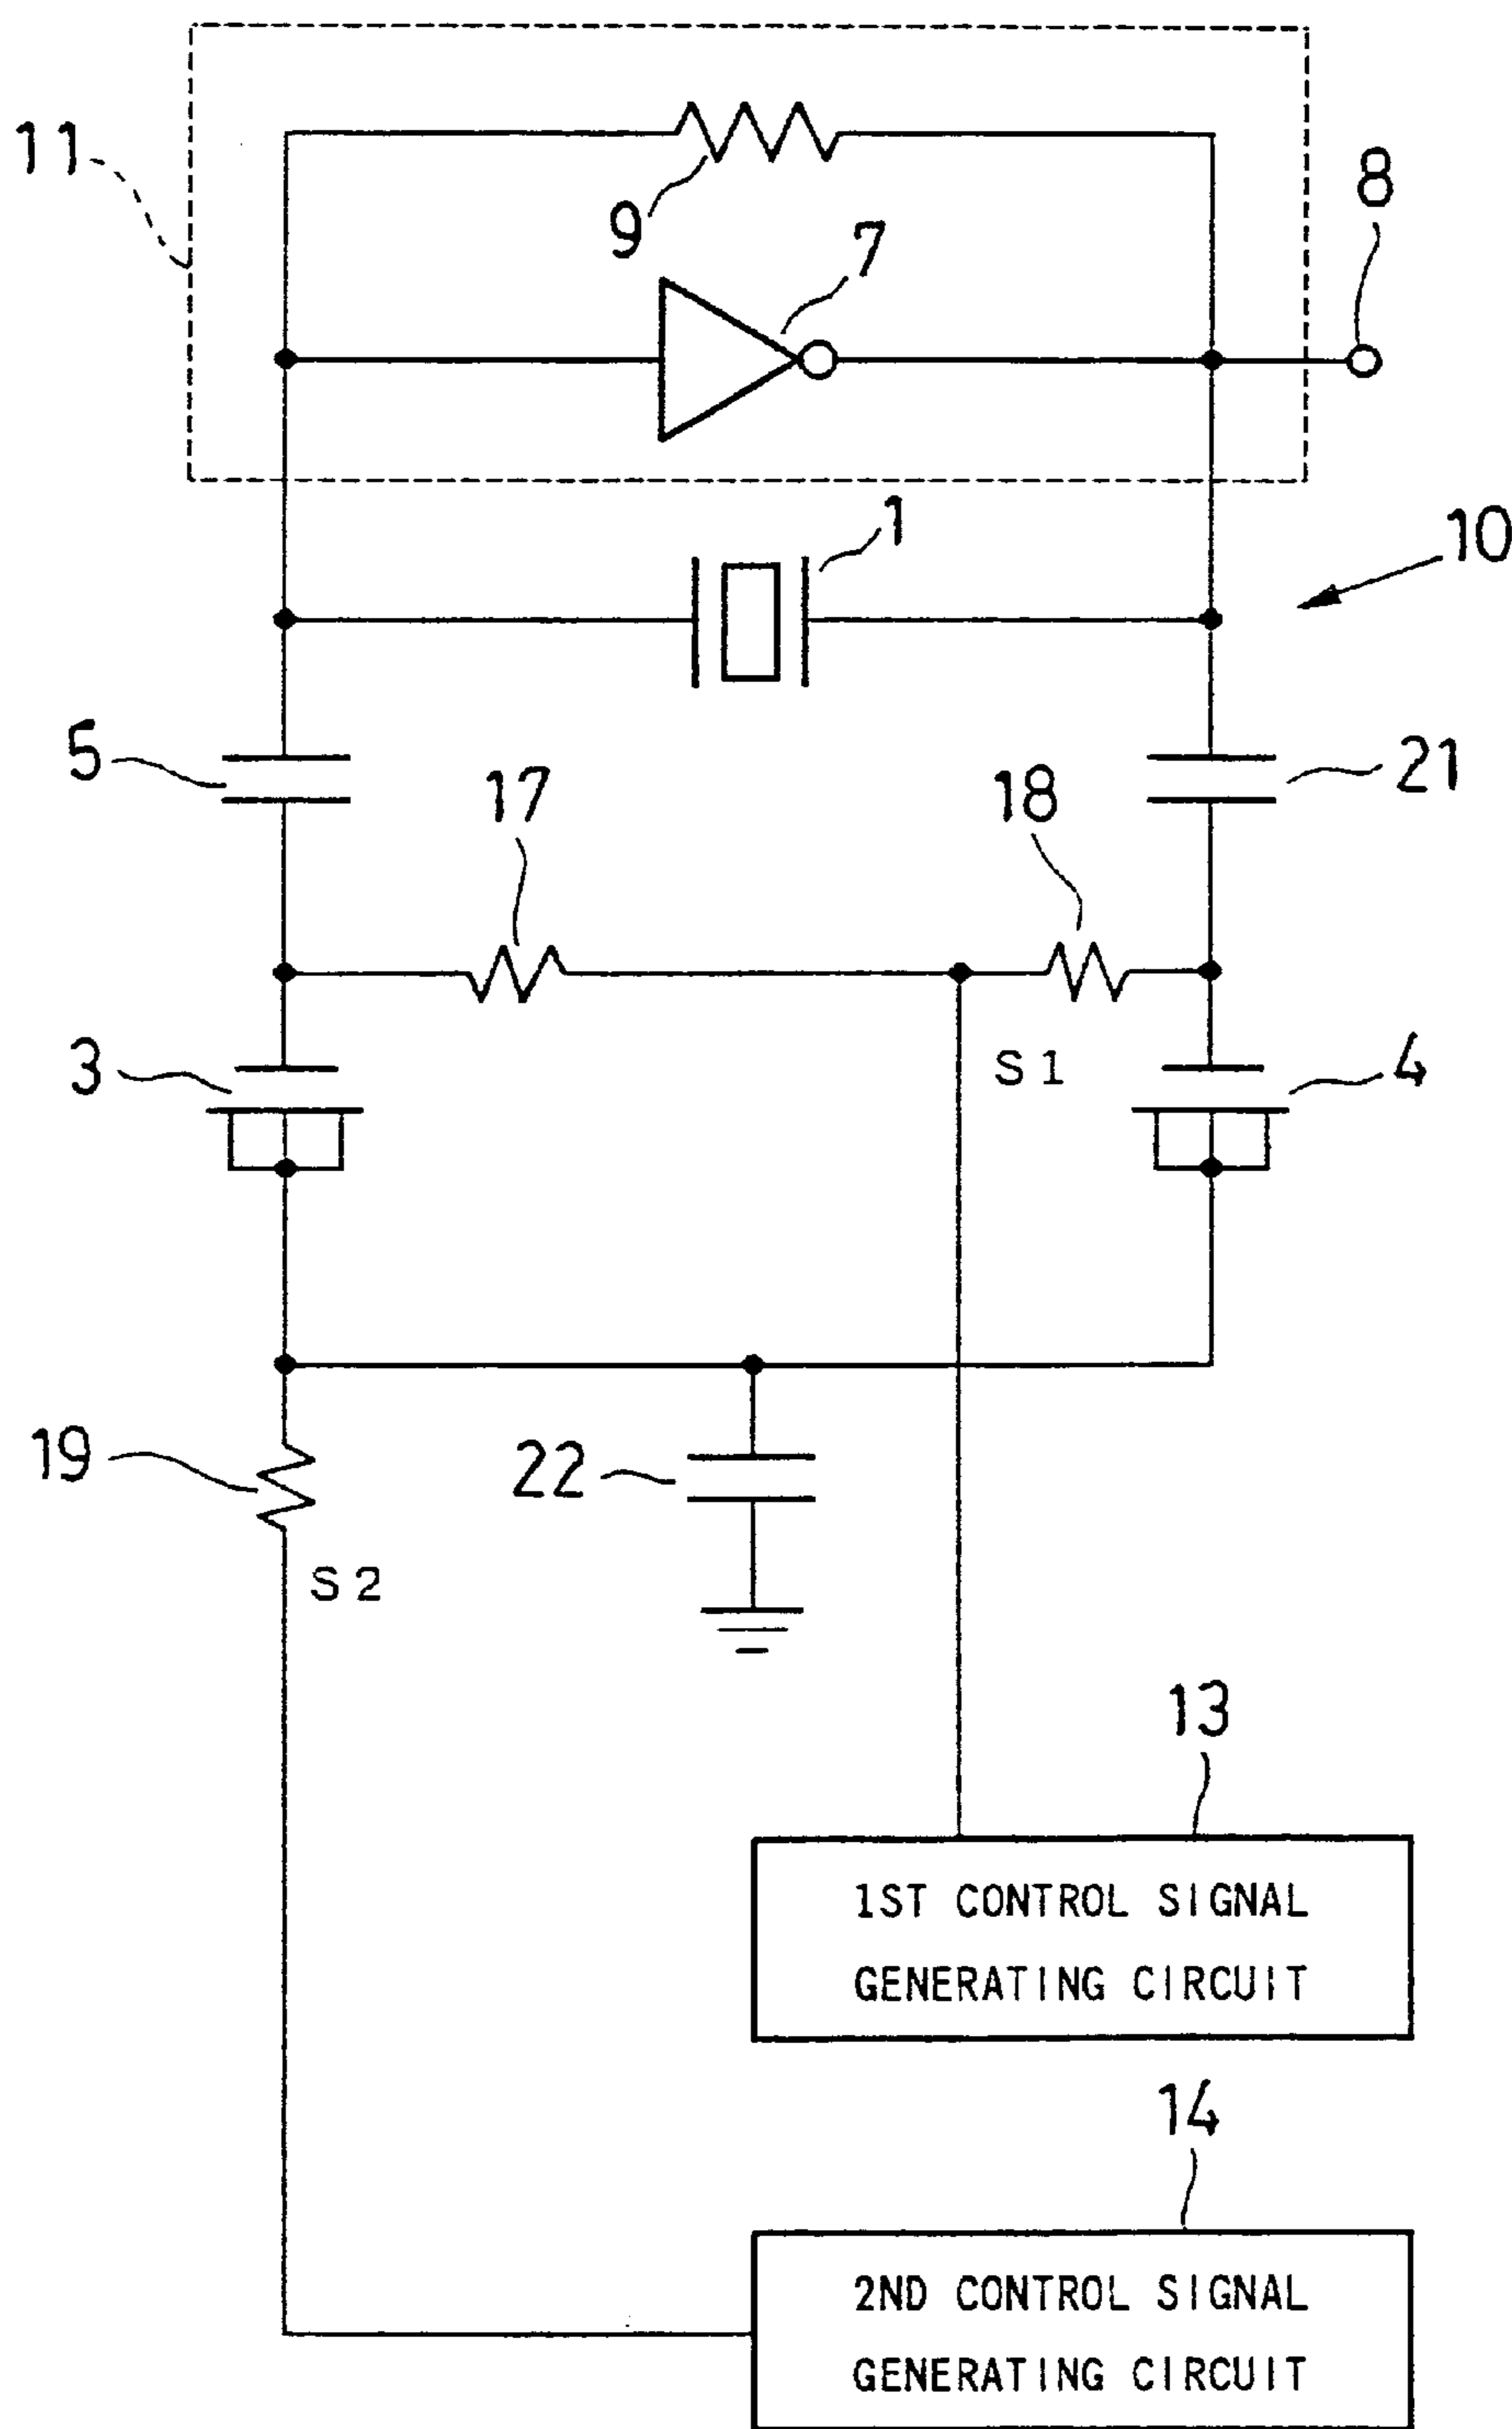 11
9
7
8
1
10
5
17
18
21
3
S1
4
19
22
S2
13
1ST CONTROL SIGNAL
GENERATING CIRCUIT
14
2ND CONTROL SIGNAL
GENERATING CIRCUIT